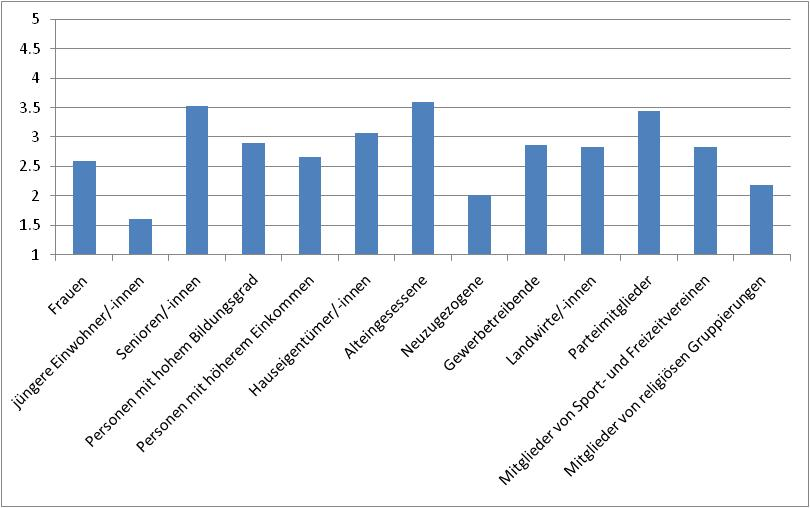 5
4.5
4
3.5
3
2.5
2
1.5
1
Frauen
jüngere Einwohner/-innen
Senioren/-innen
Personen mit hohem Bildungsgrad
Personen mit höherem Einkommen
Hauseigentümer/-innen
Alteingesessene
Neuzugezogene
Gewerbetreibende
Landwirte/-innen
Parteimitglieder
Mitglieder von Sport- und Freizeitvereinen
Mitglieder von religiösen Gruppierungen